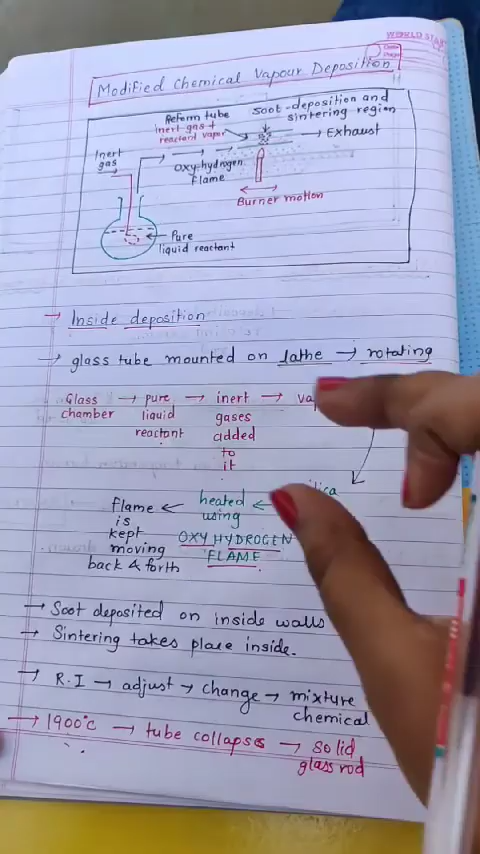 WORLD STAR
Modified Chemical Vapour Deposition
Reform tube
inert gas +
reactant vapor
soot-deposition and
sintering region
Exhaust
Inert
gas
oxy-hydrogen
flame
Burner motion
Pure
liquid reactant
→ Inside deposition
→ glass tube mounted on lathe → rotating
Glass → pure → inert →
chamber liquid gases
reactant added
to
it
flame ← heated ←
is using
kept OXY HYDROGEN
moving FLAME
back & forth
→ Soot deposited on inside walls
→ Sintering takes place inside.
→ R.I → adjust → change → mixture
chemical
→ 1900°C → tube collapses → solid
glass rod